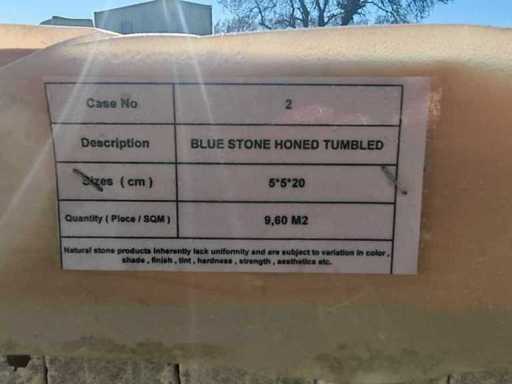 Case No 2
Description BLUE STONE HONED TUMBLED
Sizes ( cm ) 5*5*20
Quantity ( Piece / SQM ) 9,60 M2
Natural stone products inherently lack uniformity and are subject to variation in color ,
shade , finish , tint , hardness , strength , aesthetics etc.